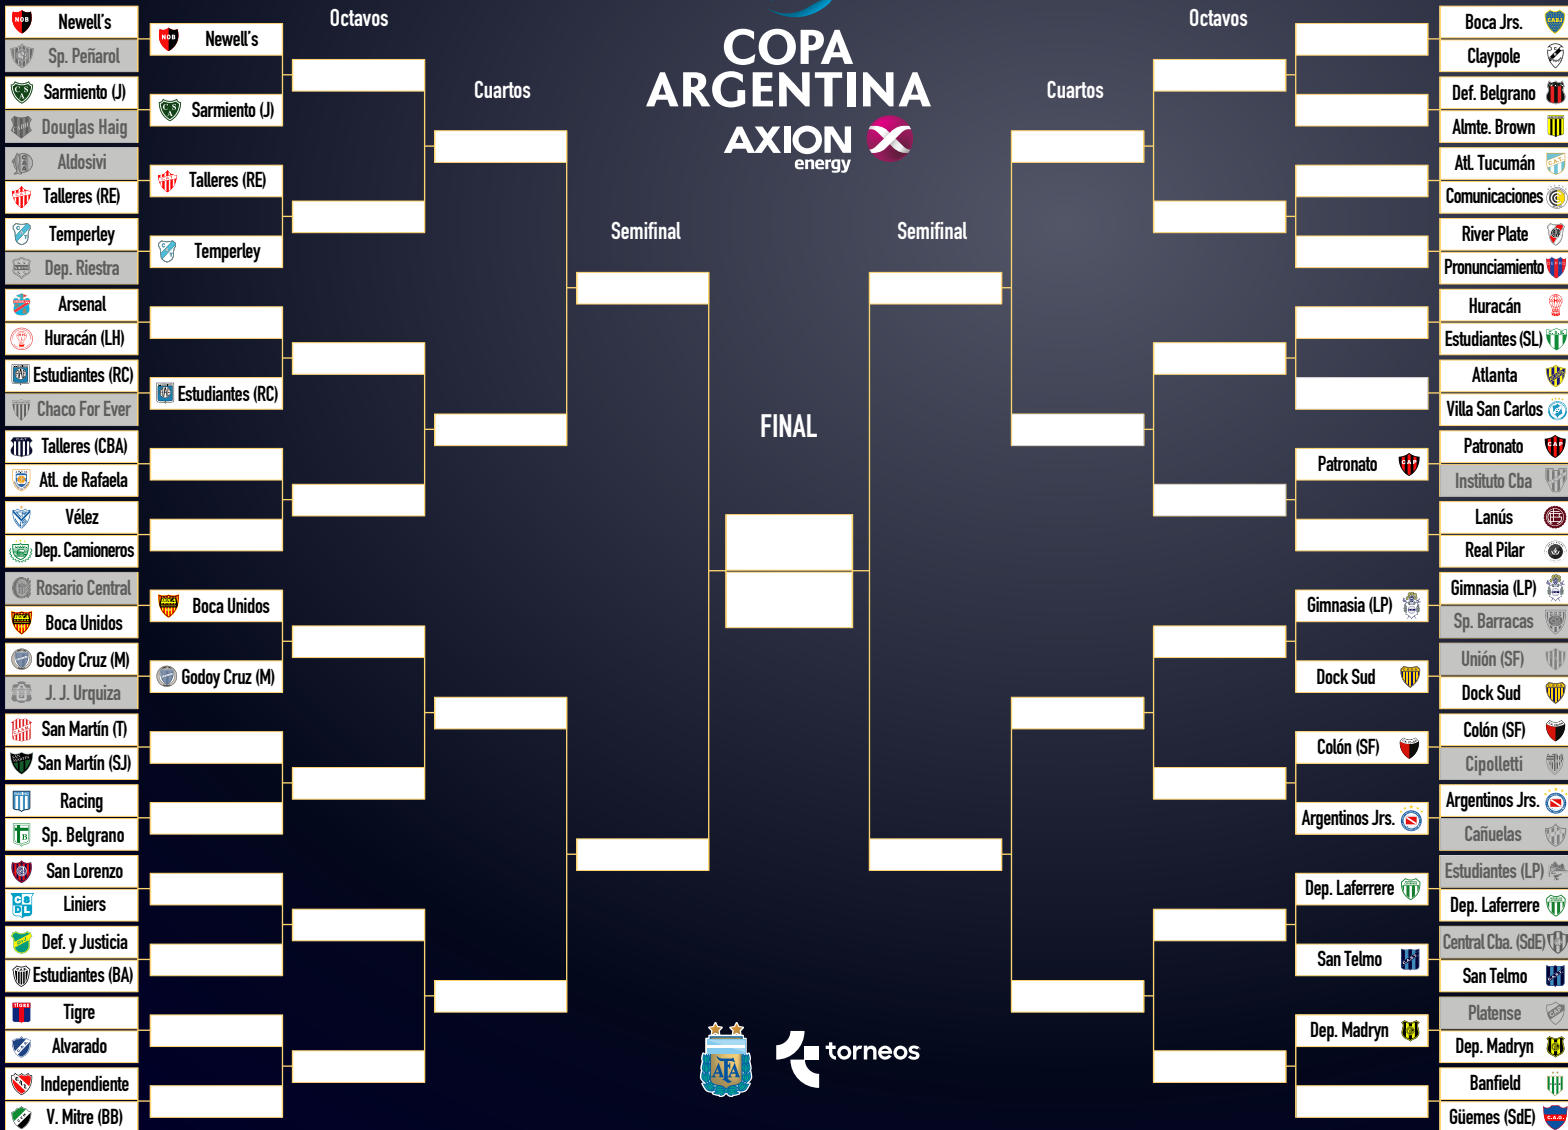 Octavos
COPA
ARGENTINA
AXION
energy
Octavos
Cuartos
Cuartos
Semifinal
Semifinal
FINAL
Newell's
Sp. Peñarol
Sarmiento (J)
Douglas Haig
Aldosivi
Talleres (RE)
Temperley
Dep. Riestra
Arsenal
Huracán (LH)
Estudiantes (RC)
Chaco For Ever
Talleres (CBA)
Atl. de Rafaela
Vélez
Dep. Camioneros
Rosario Central
Boca Unidos
Godoy Cruz (M)
J. J. Urquiza
San Martín (T)
San Martín (SJ)
Racing
Sp. Belgrano
San Lorenzo
Liniers
Def. y Justicia
Estudiantes (BA)
Tigre
Alvarado
Independiente
V. Mitre (BB)
Newell's
Sarmiento (J)
Talleres (RE)
Temperley
Estudiantes (RC)
Boca Unidos
Godoy Cruz (M)
Patronato
Gimnasia (LP)
Dock Sud
Colón (SF)
Argentinos Jrs.
Dep. Laferrere
San Telmo
Dep. Madryn
Boca Jrs.
Claypole
Def. Belgrano
Almte. Brown
Atl. Tucumán
Comunicaciones
River Plate
Pronunciamiento
Huracán
Estudiantes (SL)
Atlanta
Villa San Carlos
Patronato
Instituto Cba
Lanús
Real Pilar
Gimnasia (LP)
Sp. Barracas
Unión (SF)
Dock Sud
Colón (SF)
Cipolletti
Argentinos Jrs.
Cañuelas
Estudiantes (LP)
Dep. Laferrere
Central Cba. (SdE)
San Telmo
Platense
Dep. Madryn
Banfield
Güemes (SdE)
AFA
torneos